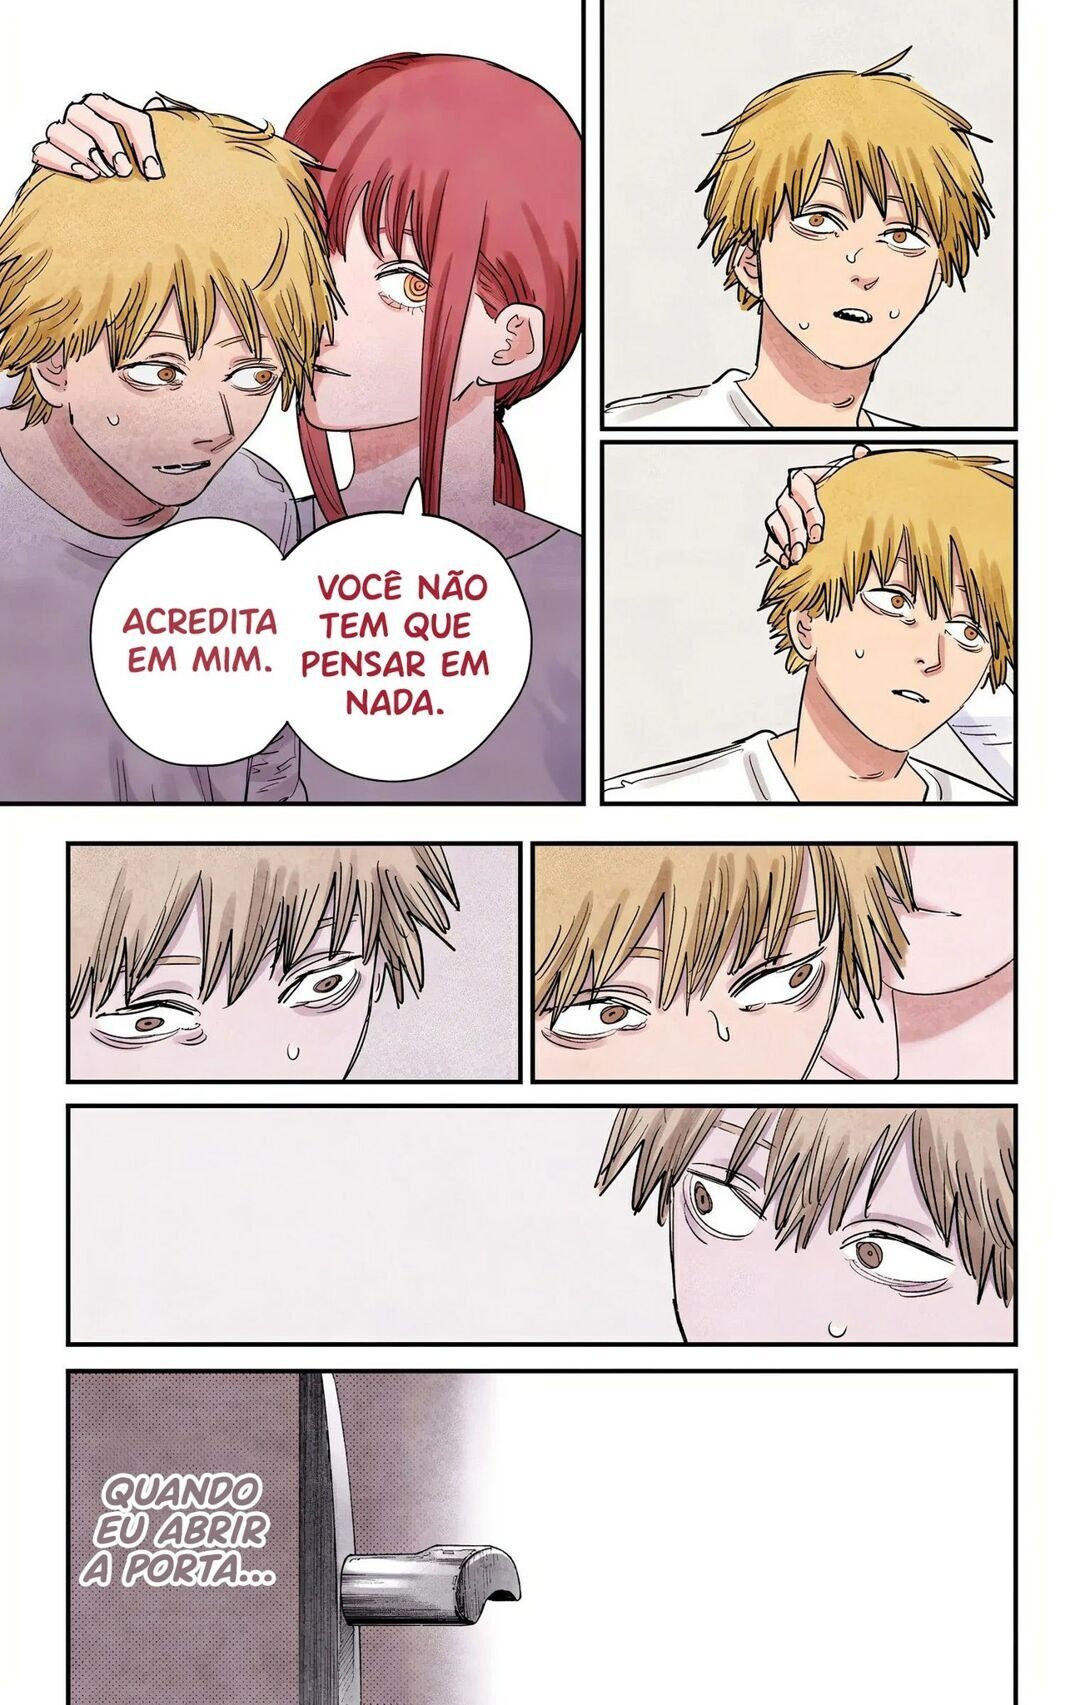 VOCÊ NÃO
TEM QUE
PENSAR EM
NADA.
ACREDITA
EM MIM.
QUANDO
EU ABRIR
A PORTA...